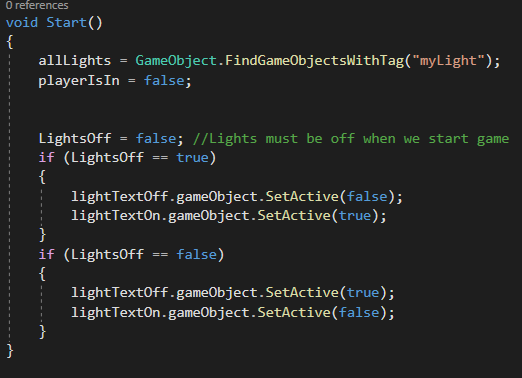 0 references
void Start()
{
allLights = GameObject.FindGameObjectsWithTag("myLight");
playerIsIn = false;
LightsOff = false; //Lights must be off when we start game
if (LightsOff == true)
{
lightTextOff.gameObject.SetActive(false);
lightTextOn.gameObject.SetActive(true);
}
if (LightsOff == false)
{
lightTextOff.gameObject.SetActive(true);
lightTextOn.gameObject.SetActive(false);
}
}